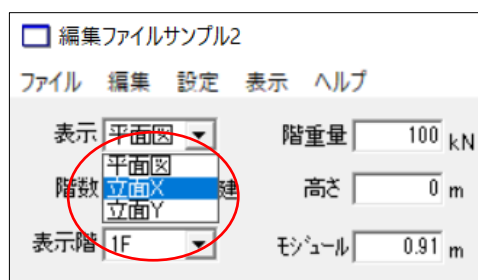 編集ファイルサンプル2
ファイル 編集 設定 表示 ヘルプ
表示 平面図 階重量 100 kN
平面図
階数 立面X 建 高さ 0 m
立面Y
表示階 1F モジュール 0.91 m